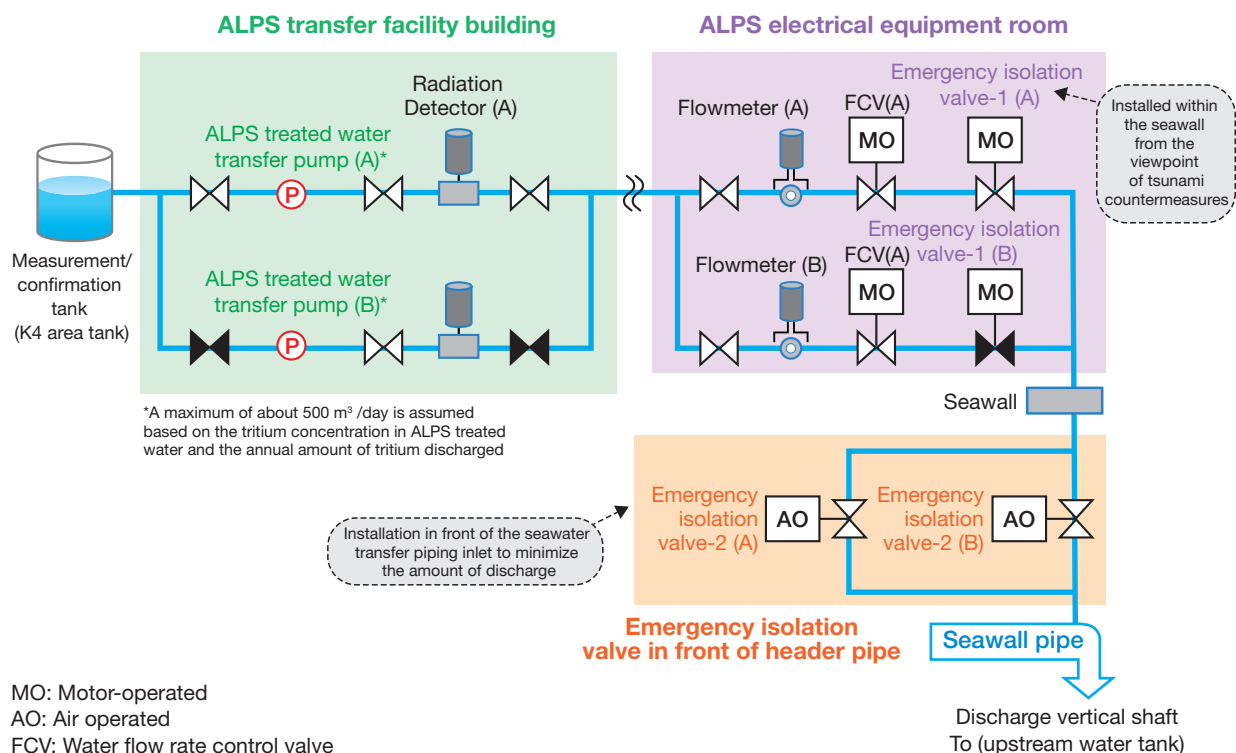 ALPS transfer facility building
ALPS electrical equipment room
Radiation
Detector (A)
ALPS treated water
transfer pump (A)*
P
Measurement/
confirmation
tank
(K4 area tank)
ALPS treated water
transfer pump (B)*
P
*A maximum of about 500 m³ /day is assumed
based on the tritium concentration in ALPS treated
water and the annual amount of tritium discharged
Flowmeter (A)
FCV(A)
MO
Emergency isolation
valve-1 (A)
MO
Installed within
the seawall
from the
viewpoint
of tsunami
countermeasures
Flowmeter (B)
FCV(A)
MO
Emergency isolation
valve-1 (B)
MO
Seawall
Emergency
isolation
valve-2 (A)
AO
Emergency
isolation
valve-2 (B)
AO
Installation in front of the seawater
transfer piping inlet to minimize
the amount of discharge
Emergency isolation
valve in front of header pipe
Seawall pipe
Discharge vertical shaft
To (upstream water tank)
MO: Motor-operated
AO: Air operated
FCV: Water flow rate control valve